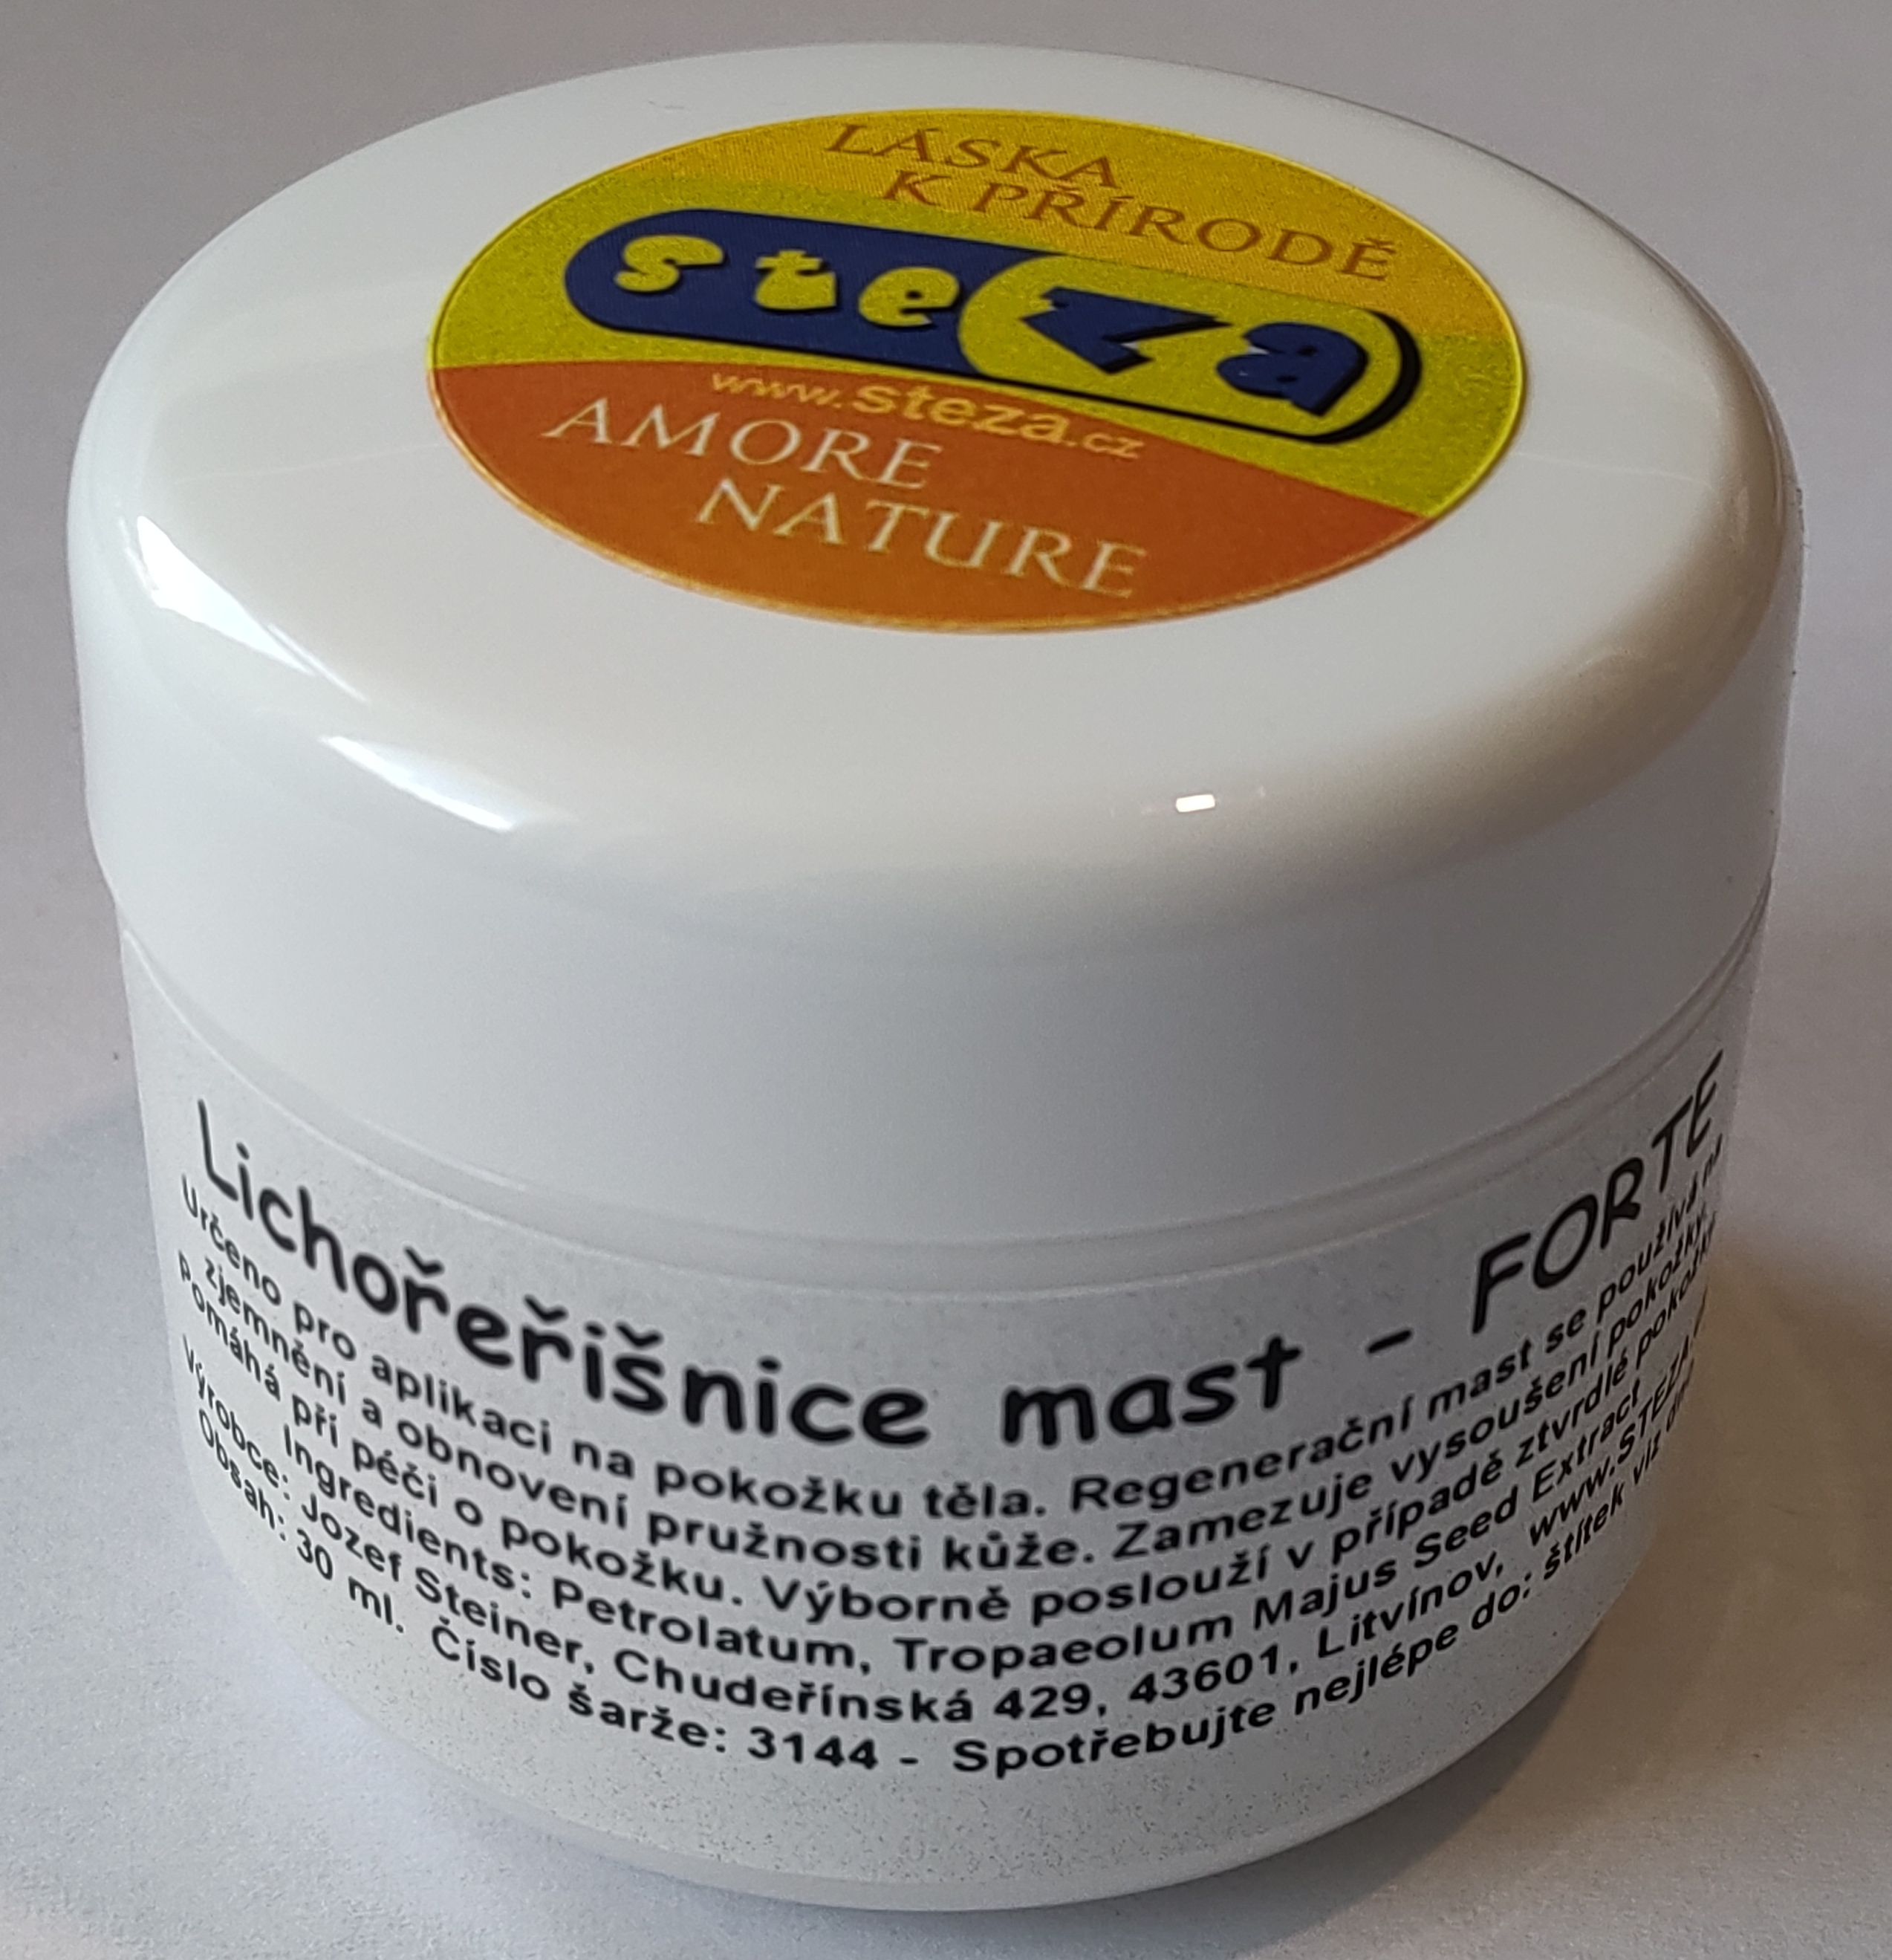 LÁSKA
K PŘÍRODĚ
steza
www.steza.cz
AMORE
NATURE
Lichořeřišnice mast - FORTE
Určeno pro aplikaci na pokožku těla. Regenerační mast se používá na
zjemnění a obnovení pružnosti kůže. Zamezuje vysoušení pokožky.
Pomáhá při péči o pokožku. Výborně poslouží v případě ztvrdlé pokožky
Ingredients: Petrolatum, Tropaeolum Majus Seed Extract
Výrobce: Jozef Steiner, Chudeřínská 429, 43601, Litvínov, www.STEZA
Obsah: 30 ml. Číslo šarže: 3144 - Spotřebujte nejlépe do: štítek viz